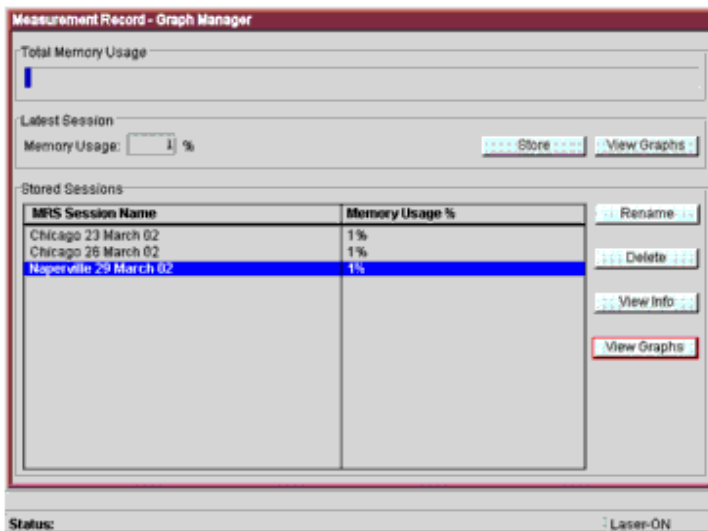 Measurement Record - Graph Manager
Total Memory Usage
Latest Session
Memory Usage: 1 % Store View Graphs
Stored Sessions
MRS Session Name Memory Usage % Rename
Chicago 23 March 02 1%
Chicago 26 March 02 1%
Naperville 29 March 02 1%
Delete
View Info
View Graphs
Status: Laser-ON